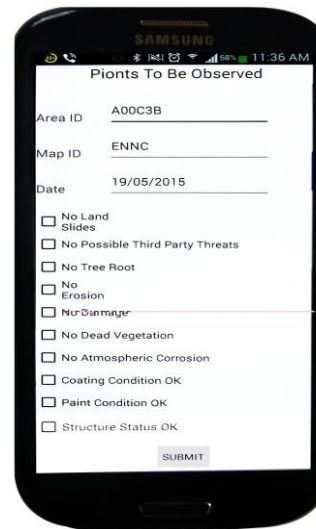 SAMSUNG
68% 11:36 AM
Pionts To Be Observed
Area ID A00C3B
Map ID ENNC
Date 19/05/2015
No Land
Slides
No Possible Third Party Threats
No Tree Root
No
Erosion
No Damage
No Dead Vegetation
No Atmospheric Corrosion
Coating Condition OK
Paint Condition OK
Structure Status OK
SUBMIT